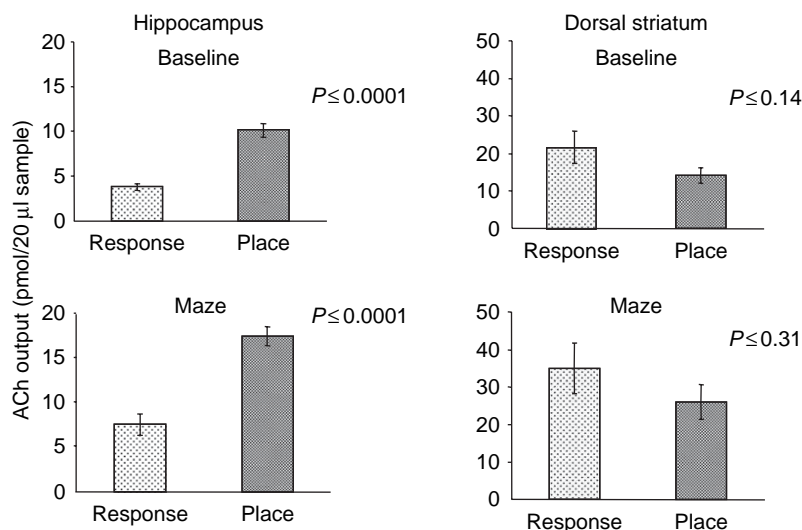 Hippocampus
Baseline
20
15
10
5
0
P≤0.0001
Response Place
Dorsal striatum
Baseline
50
40
30
20
10
0
P≤0.14
Response Place
Maze
20
15
10
5
0
P≤0.0001
Response Place
Maze
50
40
30
20
10
0
P≤0.31
Response Place
ACh output (pmol/20 μl sample)